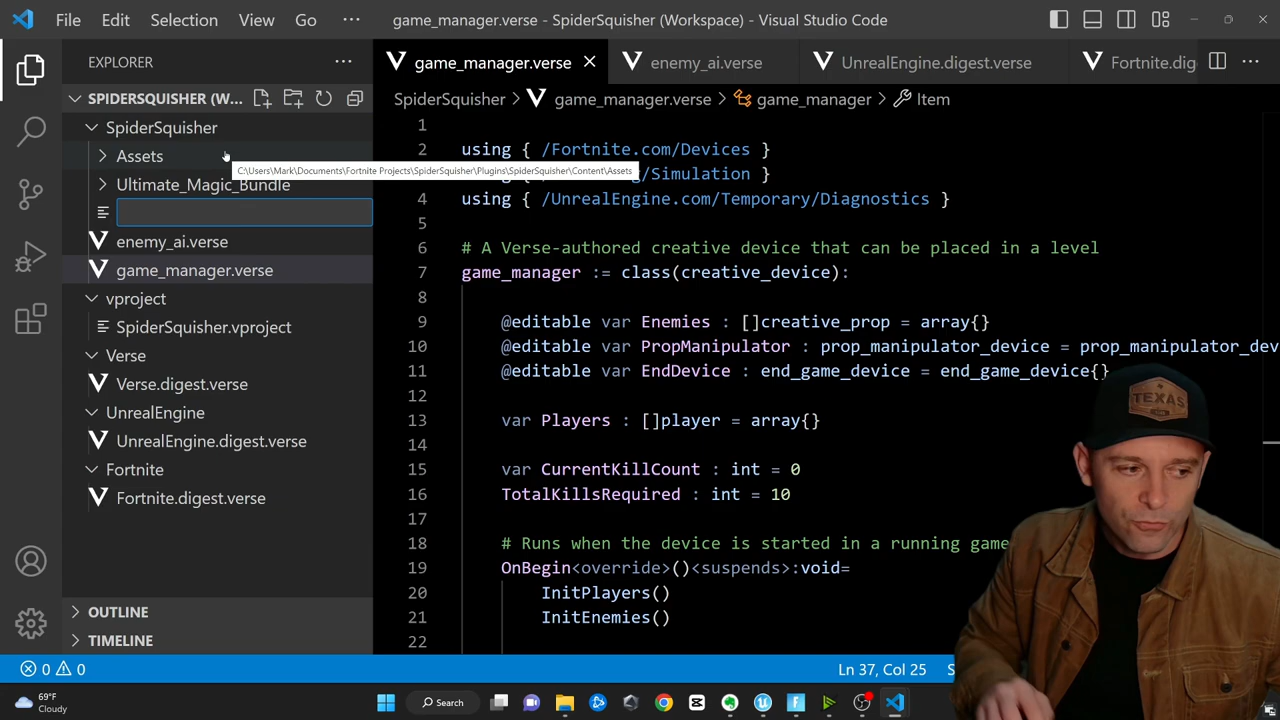 File Edit Selection View Go ··· game_manager.verse - SpiderSquisher (Workspace) - Visual Studio Code
EXPLORER ···
SPIDERSQUISHER (W...
SpiderSquisher
Assets
C:\Users\Mark\Documents\Fortnite Projects\SpiderSquisher\Plugins\SpiderSquisher\Content\Assets
Ultimate_Magic_Bundle
enemy_ai.verse
game_manager.verse
vproject
SpiderSquisher.vproject
Verse
Verse.digest.verse
UnrealEngine
UnrealEngine.digest.verse
Fortnite
Fortnite.digest.verse
OUTLINE
TIMELINE
game_manager.verse enemy_ai.verse UnrealEngine.digest.verse Fortnite.dig ···
SpiderSquisher > game_manager.verse > game_manager > Item
1
2 using { /Fortnite.com/Devices }
g/Simulation }
4 using { /UnrealEngine.com/Temporary/Diagnostics }
5
6 # A Verse-authored creative device that can be placed in a level
7 game_manager := class(creative_device):
8
9 @editable var Enemies : []creative_prop = array{}
10 @editable var PropManipulator : prop_manipulator_device = prop_manipulator_dev
11 @editable var EndDevice : end_game_device = end_game_device{}
12
13 var Players : []player = array{}
14
15 var CurrentKillCount : int = 0
16 TotalKillsRequired : int = 10
17
18 # Runs when the device is started in a running game
19 OnBegin<override>()<suspends>:void=
20 InitPlayers()
21 InitEnemies()
22
TEXAS
0 0 Ln 37, Col 25 S
69°F
Cloudy
Search